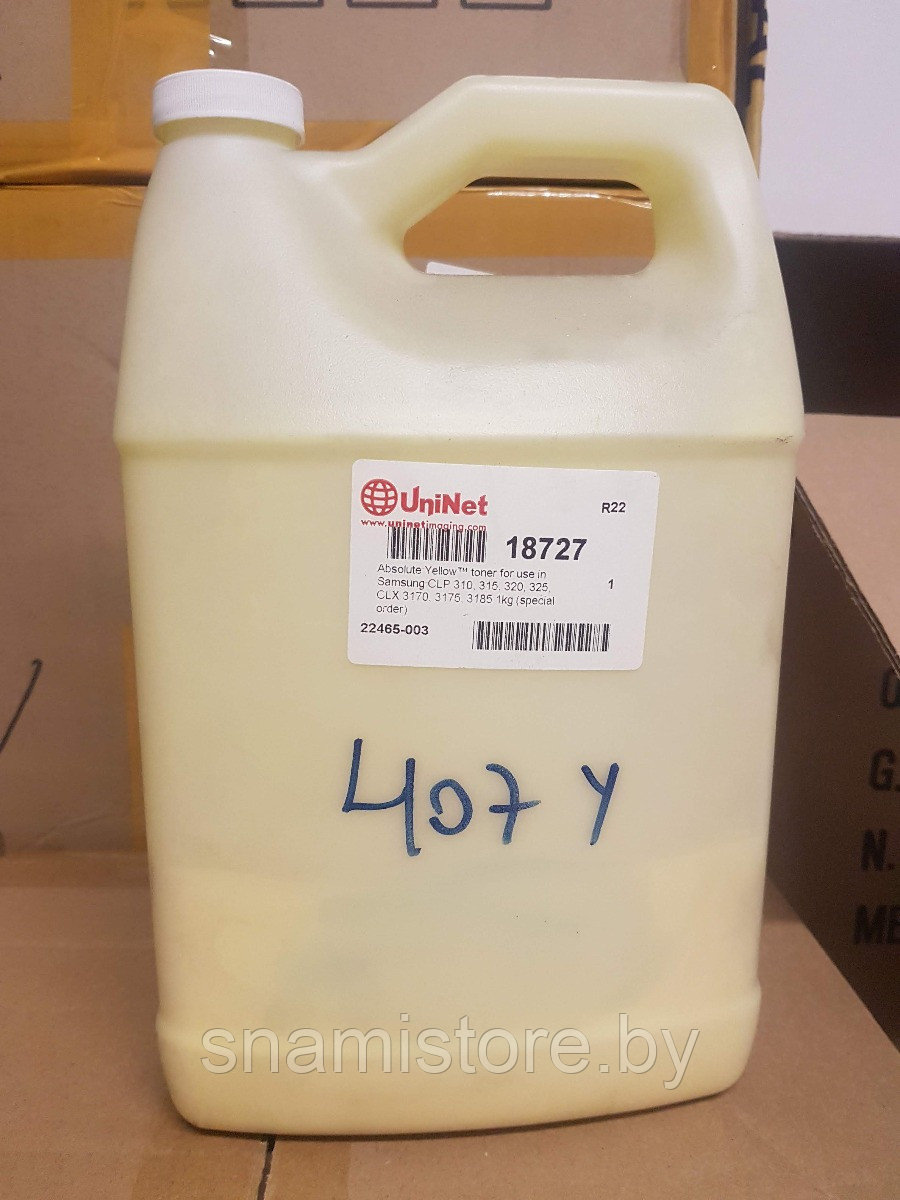 UniNet
R22
www.uninetimaging.com
18727
Absolute Yellow™ toner for use in
Samsung CLP 310, 315, 320, 325,
CLX 3170, 3175, 3185 1kg (special
order)
1
22465-003
407 Y
G.
N.
snamistore.by